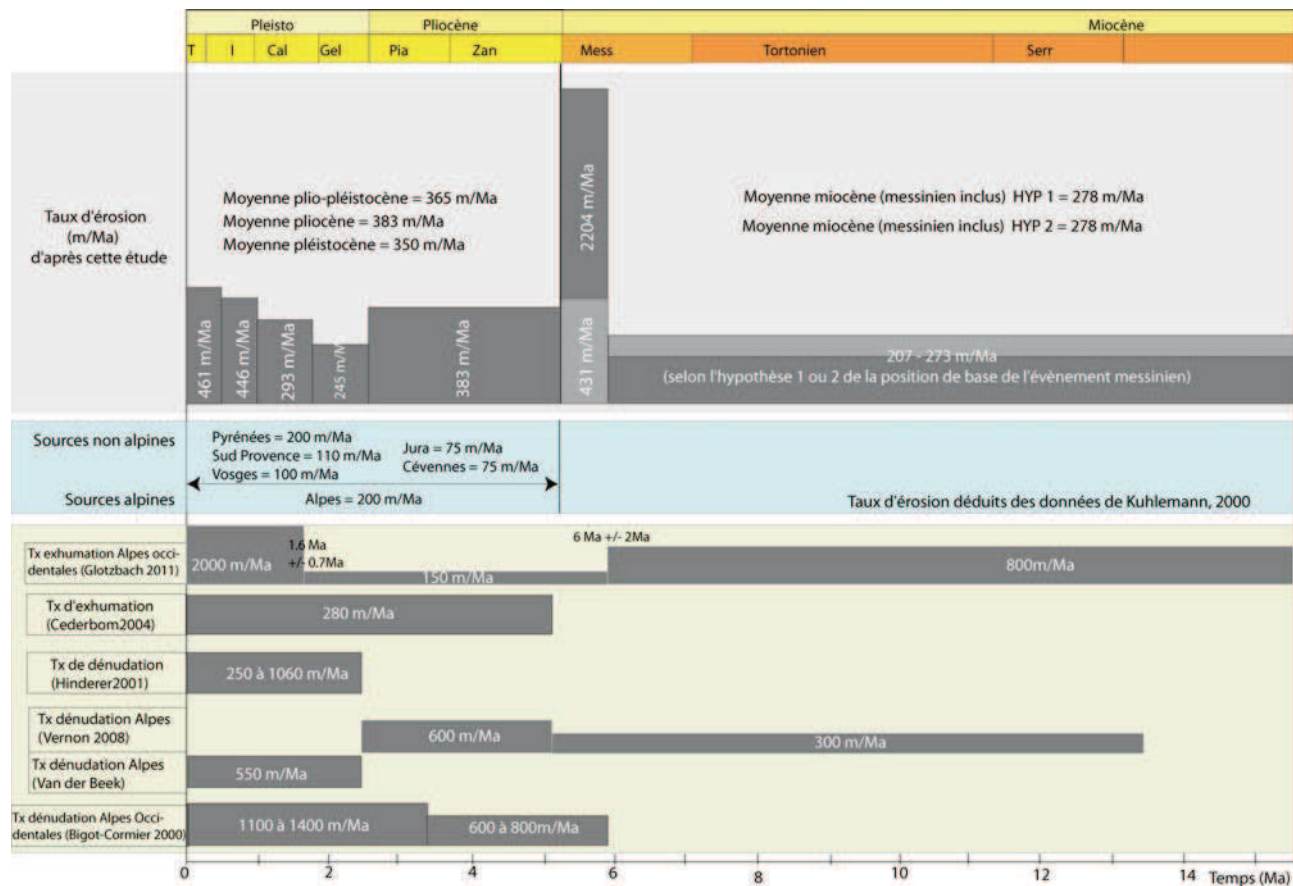 Pleisto Pliocène Miocène
T I Cal Gel Pia Zan Mess Tortonien Serr
Taux d'érosion
(m/Ma)
d'après cette étude
Moyenne plio-pléistocène = 365 m/Ma
Moyenne pliocène = 383 m/Ma
Moyenne pléistocène = 350 m/Ma
Moyenne miocène (messinien inclus) HYP 1 = 278 m/Ma
Moyenne miocène (messinien inclus) HYP 2 = 278 m/Ma
461 m/Ma
446 m/Ma
293 m/Ma
245 m/Ma
383 m/Ma
2204 m/Ma
431 m/Ma
207 - 273 m/Ma
(selon l'hypothèse 1 ou 2 de la position de base de l'évènement messinien)
Sources non alpines
Pyrénées = 200 m/Ma
Sud Provence = 110 m/Ma
Vosges = 100 m/Ma
Jura = 75 m/Ma
Cévennes = 75 m/Ma
Sources alpines
Alpes = 200 m/Ma
Taux d'érosion déduits des données de Kuhlemann, 2000
Tx exhumation Alpes occi-
dentales (Glotzbach 2011)
2000 m/Ma
1.6 Ma
+/- 0.7Ma
150 m/Ma
6 Ma +/- 2Ma
800m/Ma
Tx d'exhumation
(Cederbom2004)
280 m/Ma
Tx de dénudation
(Hinderer2001)
250 à 1060 m/Ma
Tx dénudation Alpes
(Vernon 2008)
600 m/Ma
300 m/Ma
Tx dénudation Alpes
(Van der Beek)
550 m/Ma
Tx dénudation Alpes Occi-
dentales (Bigot-Cormier 2000)
1100 à 1400 m/Ma
600 à 800m/Ma
0 2 4 6 8 10 12 14 Temps (Ma)